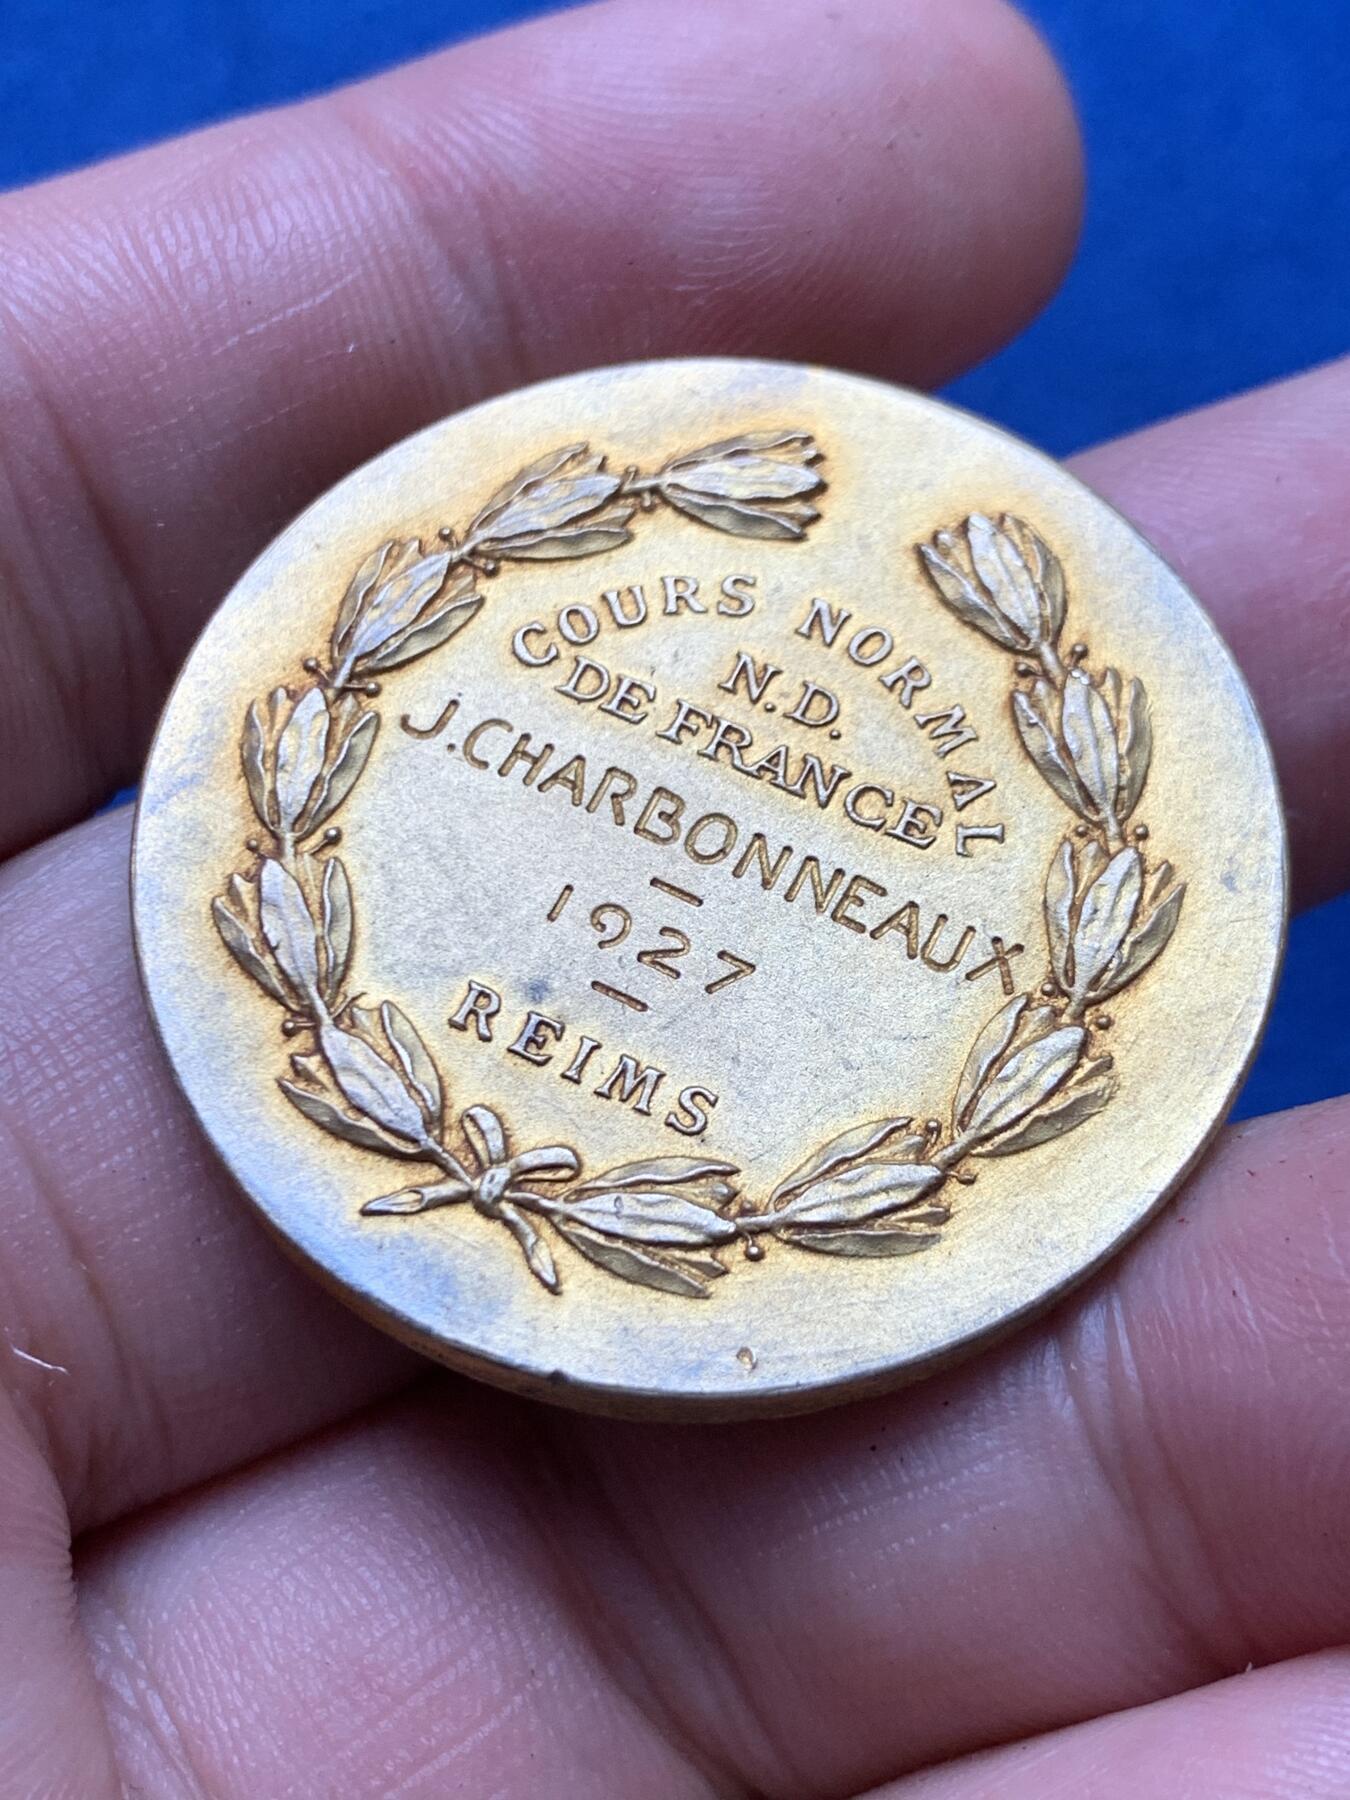 COURS NORMAL
N.D.
DE FRANCE
J.CHARBONNEAUX
—
1927
—
REIMS